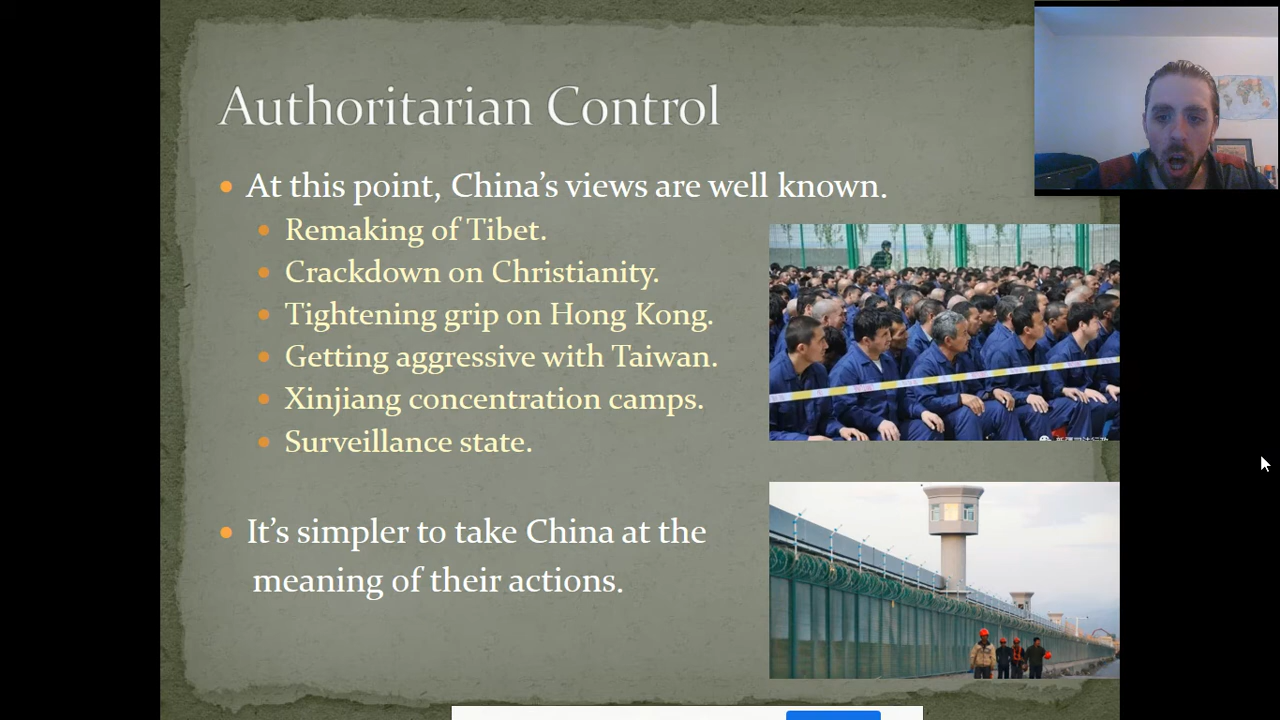 Authoritarian Control
At this point, China's views are well known.
Remaking of Tibet.
Crackdown on Christianity.
Tightening grip on Hong Kong.
Getting aggressive with Taiwan.
Xinjiang concentration camps.
Surveillance state.
It's simpler to take China at the
meaning of their actions.